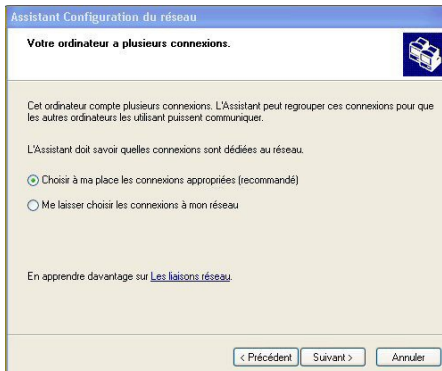 Assistant Configuration du réseau
Votre ordinateur a plusieurs connexions.
Cet ordinateur compte plusieurs connexions. L'Assistant peut regrouper ces connexions pour que
les autres ordinateurs les utilisant puissent communiquer.
L'Assistant doit savoir quelles connexions sont dédiées au réseau.
Choisir à ma place les connexions appropriées (recommandé)
Me laisser choisir les connexions à mon réseau
En apprendre davantage sur Les liaisons réseau.
< Précédent Suivant > Annuler